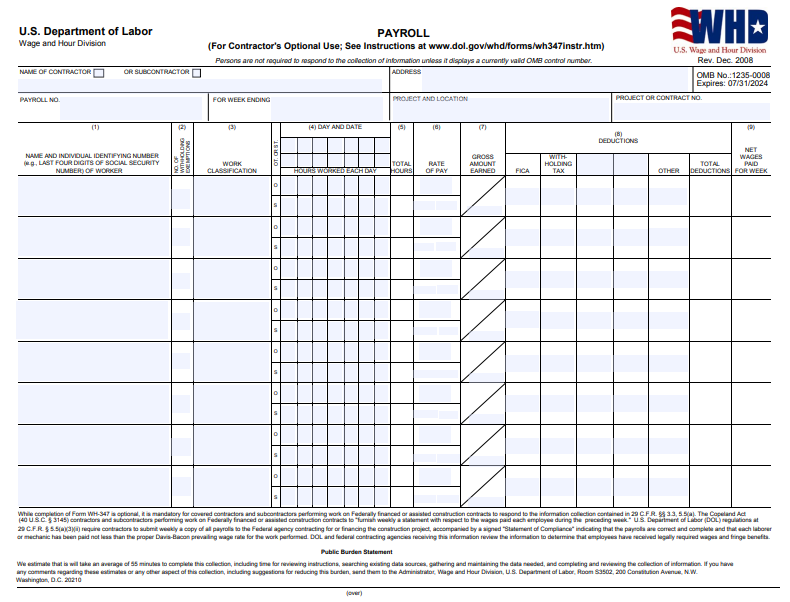 U.S. Department of Labor
Wage and Hour Division
PAYROLL
(For Contractor's Optional Use; See Instructions at www.dol.gov/whd/forms/wh347instr.htm)
Persons are not required to respond to the collection of information unless it displays a currently valid OMB control number.
WHD
U.S. Wage and Hour Division
Rev. Dec. 2008
NAME OF CONTRACTOR OR SUBCONTRACTOR
ADDRESS
OMB No.:1235-0008
Expires: 07/31/2024
PAYROLL NO.
FOR WEEK ENDING
PROJECT AND LOCATION
PROJECT OR CONTRACT NO.
(1)
NAME AND INDIVIDUAL IDENTIFYING NUMBER
(e.g., LAST FOUR DIGITS OF SOCIAL SECURITY
NUMBER) OF WORKER
(2)
NO. OF
WITHHOLDING
EXEMPTIONS
(3)
WORK
CLASSIFICATION
OT. OR ST.
(4) DAY AND DATE
HOURS WORKED EACH DAY
(5)
TOTAL
HOURS
(6)
RATE
OF PAY
(7)
GROSS
AMOUNT
EARNED
(8)
DEDUCTIONS
FICA
WITH-
HOLDING
TAX
OTHER
TOTAL
DEDUCTIONS
(9)
NET
WAGES
PAID
FOR WEEK
O
S
O
S
O
S
O
S
O
S
O
S
O
S
O
S
While completion of Form WH-347 is optional, it is mandatory for covered contractors and subcontractors performing work on Federally financed or assisted construction contracts to respond to the information collection contained in 29 C.F.R. §§ 3.3, 5.5(a). The Copeland Act
(40 U.S.C. § 3145) contractors and subcontractors performing work on Federally financed or assisted construction contracts to "furnish weekly a statement with respect to the wages paid each employee during the preceding week." U.S. Department of Labor (DOL) regulations at
29 C.F.R. § 5.5(a)(3)(ii) require contractors to submit weekly a copy of all payrolls to the Federal agency contracting for or financing the construction project, accompanied by a signed "Statement of Compliance" indicating that the payrolls are correct and complete and that each laborer
or mechanic has been paid not less than the proper Davis-Bacon prevailing wage rate for the work performed. DOL and federal contracting agencies receiving this information review the information to determine that employees have received legally required wages and fringe benefits.
Public Burden Statement
We estimate that is will take an average of 55 minutes to complete this collection, including time for reviewing instructions, searching existing data sources, gathering and maintaining the data needed, and completing and reviewing the collection of information. If you have
any comments regarding these estimates or any other aspect of this collection, including suggestions for reducing this burden, send them to the Administrator, Wage and Hour Division, U.S. Department of Labor, Room S3502, 200 Constitution Avenue, N.W.
Washington, D.C. 20210
(over)